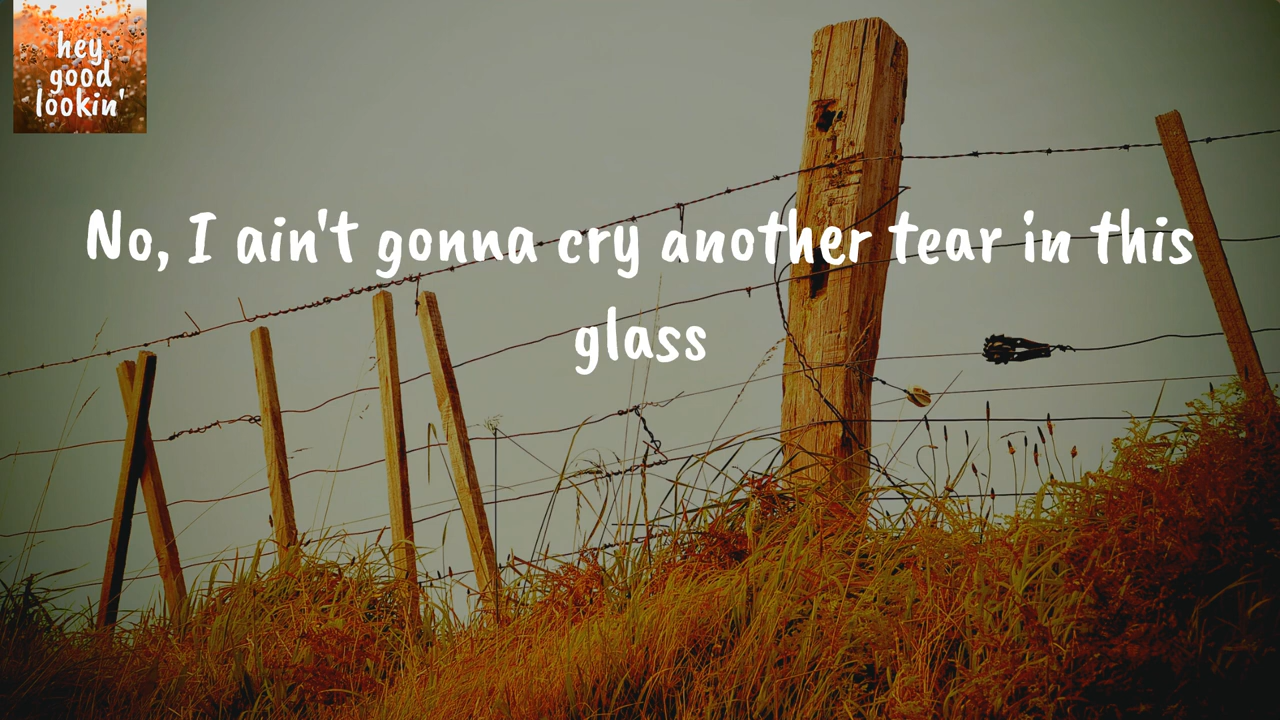 hey
good
lookin'
No, I ain't gonna cry another tear in this
glass